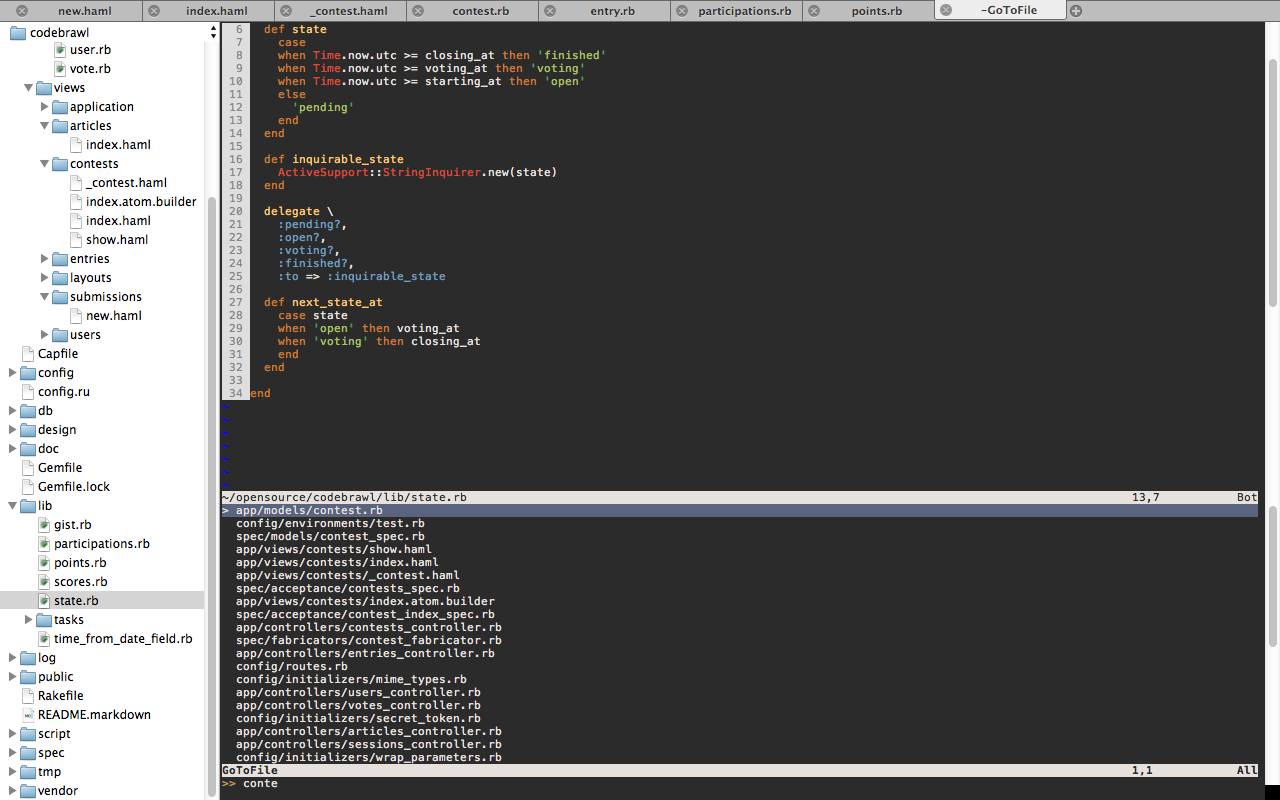 new.haml
index.haml
_contest.haml
contest.rb
entry.rb
participations.rb
points.rb
-GoToFile
codebrawl
user.rb
vote.rb
views
application
articles
index.haml
contests
_contest.haml
index.atom.builder
index.haml
show.haml
entries
layouts
submissions
new.haml
users
Capfile
config
config.ru
db
design
doc
Gemfile
Gemfile.lock
lib
gist.rb
participations.rb
points.rb
scores.rb
state.rb
tasks
time_from_date_field.rb
log
public
Rakefile
README.markdown
script
spec
tmp
vendor
6 def state
7 case
8 when Time.now.utc >= closing_at then 'finished'
9 when Time.now.utc >= voting_at then 'voting'
10 when Time.now.utc >= starting_at then 'open'
11 else
12 'pending'
13 end
14 end
15
16 def inquirable_state
17 ActiveSupport::StringInquirer.new(state)
18 end
19
20 delegate \
21 :pending?,
22 :open?,
23 :voting?,
24 :finished?,
25 :to => :inquirable_state
26
27 def next_state_at
28 case state
29 when 'open' then voting_at
30 when 'voting' then closing_at
31 end
32 end
33
34 end
~
~
~
~
~
~
~
~/opensource/codebrawl/lib/state.rb 13,7 Bot
> app/models/contest.rb
config/environments/test.rb
spec/models/contest_spec.rb
app/views/contests/show.haml
app/views/contests/index.haml
app/views/contests/_contest.haml
spec/acceptance/contests_spec.rb
app/views/contests/index.atom.builder
spec/acceptance/contest_index_spec.rb
app/controllers/contests_controller.rb
spec/fabricators/contest_fabricator.rb
app/controllers/entries_controller.rb
config/routes.rb
config/initializers/mime_types.rb
app/controllers/users_controller.rb
app/controllers/votes_controller.rb
config/initializers/secret_token.rb
app/controllers/articles_controller.rb
app/controllers/sessions_controller.rb
config/initializers/wrap_parameters.rb
GoToFile 1,1 All
>> conte